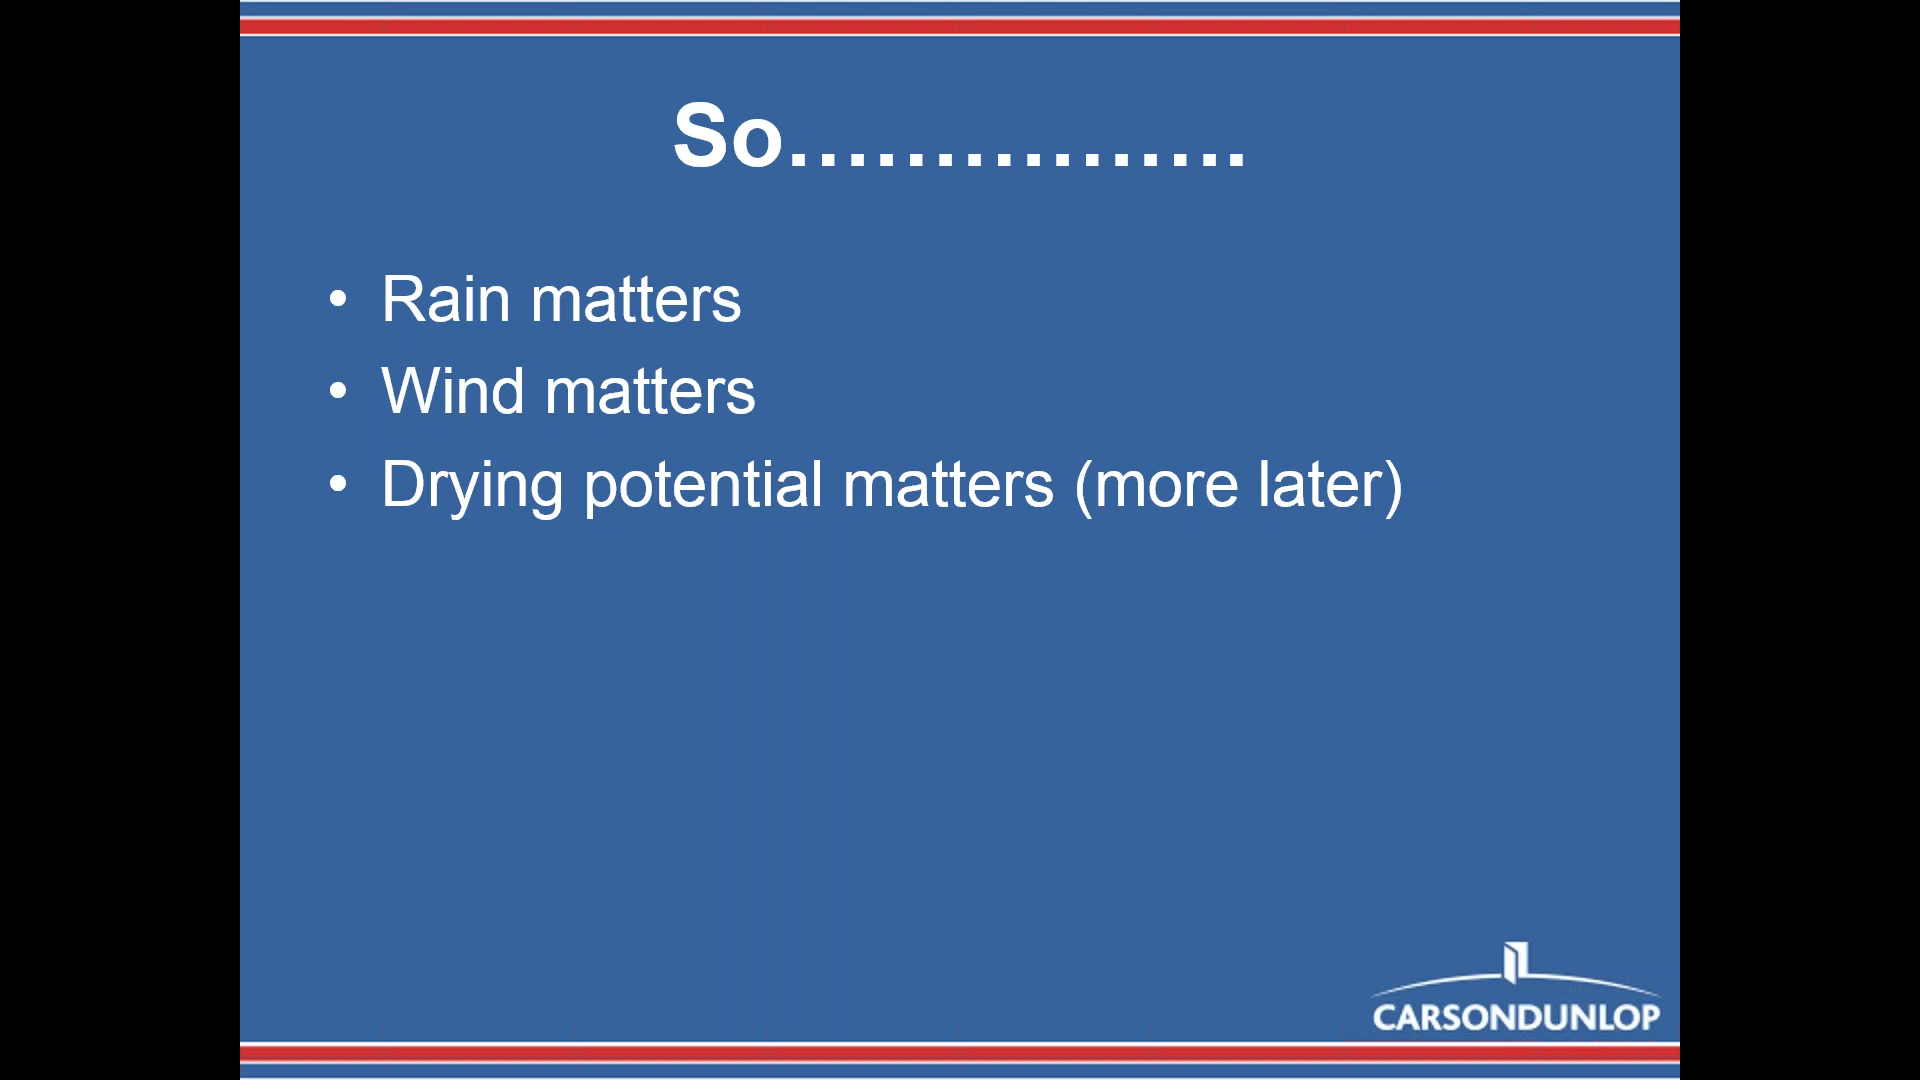 So................
• Rain matters
• Wind matters
• Drying potential matters (more later)
CARSONDUNLOP